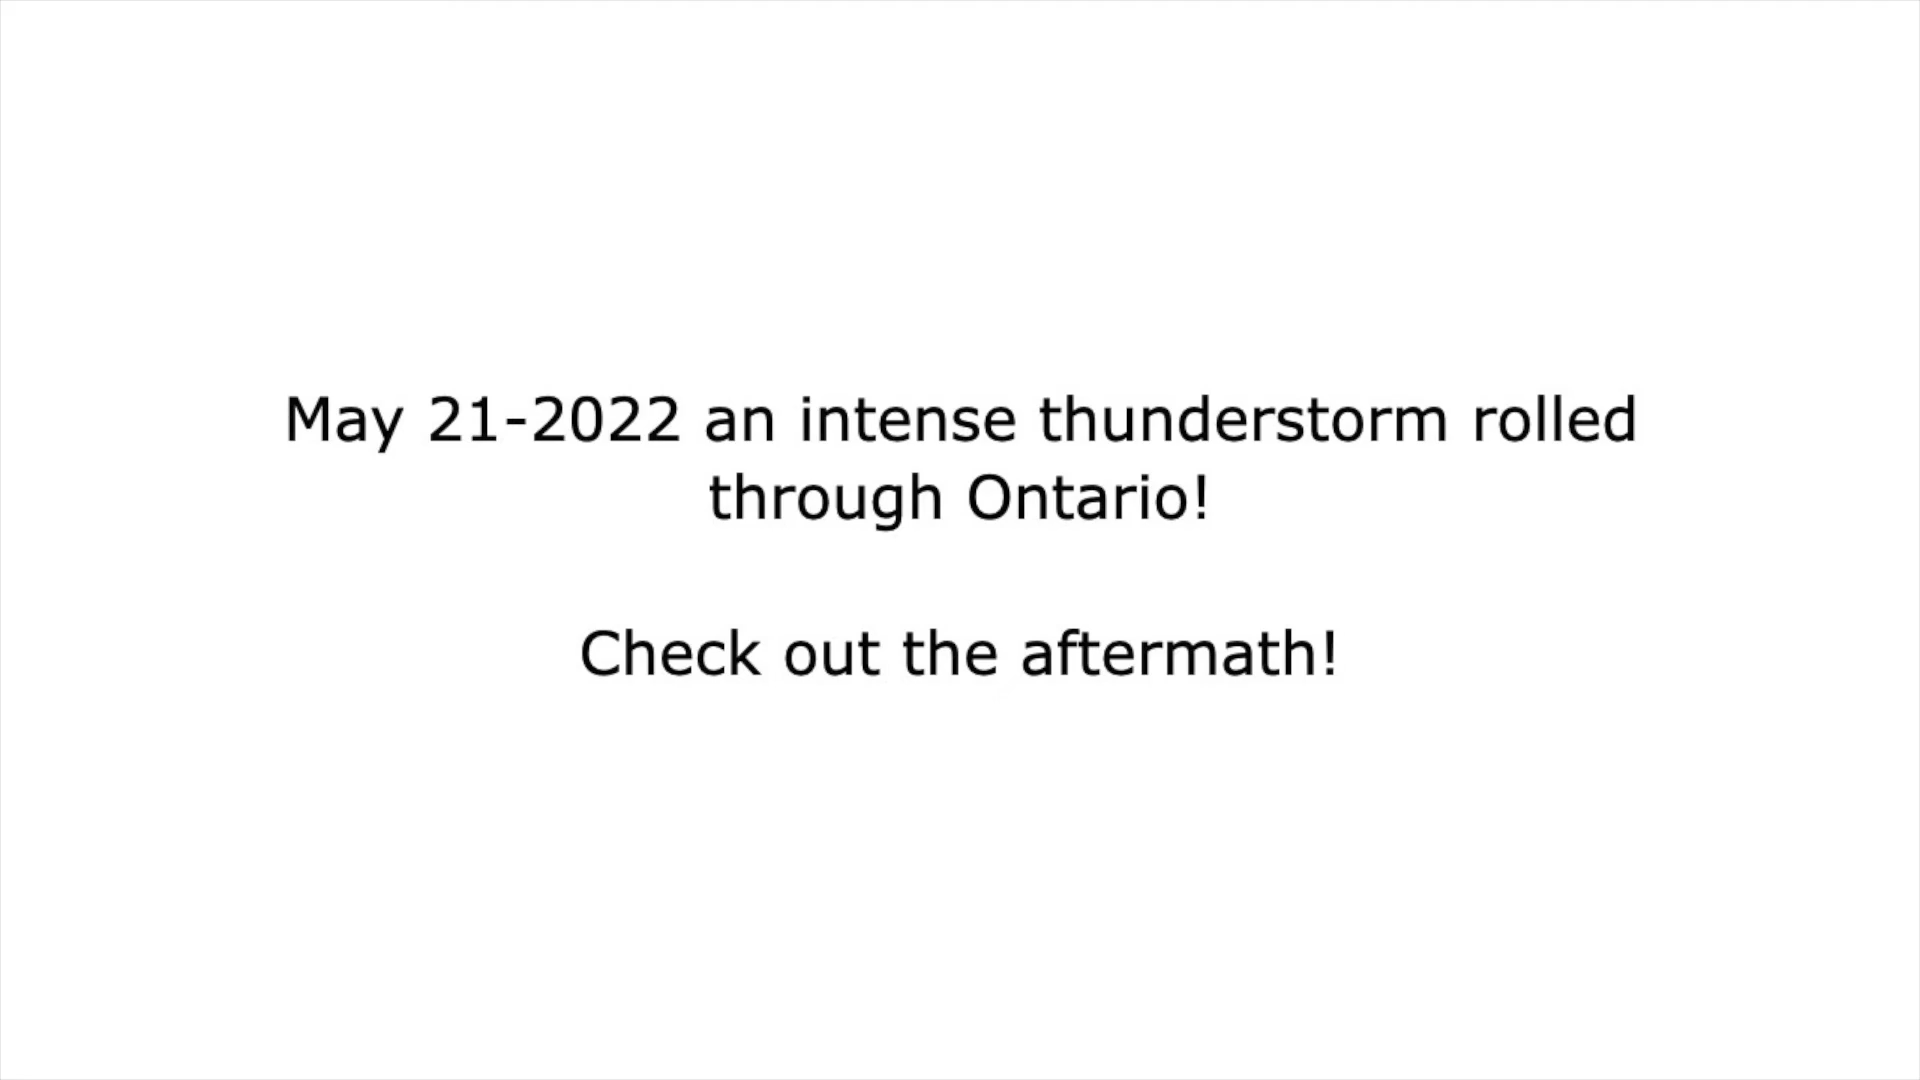 May 21-2022 an intense thunderstorm rolled
through Ontario!
Check out the aftermath!